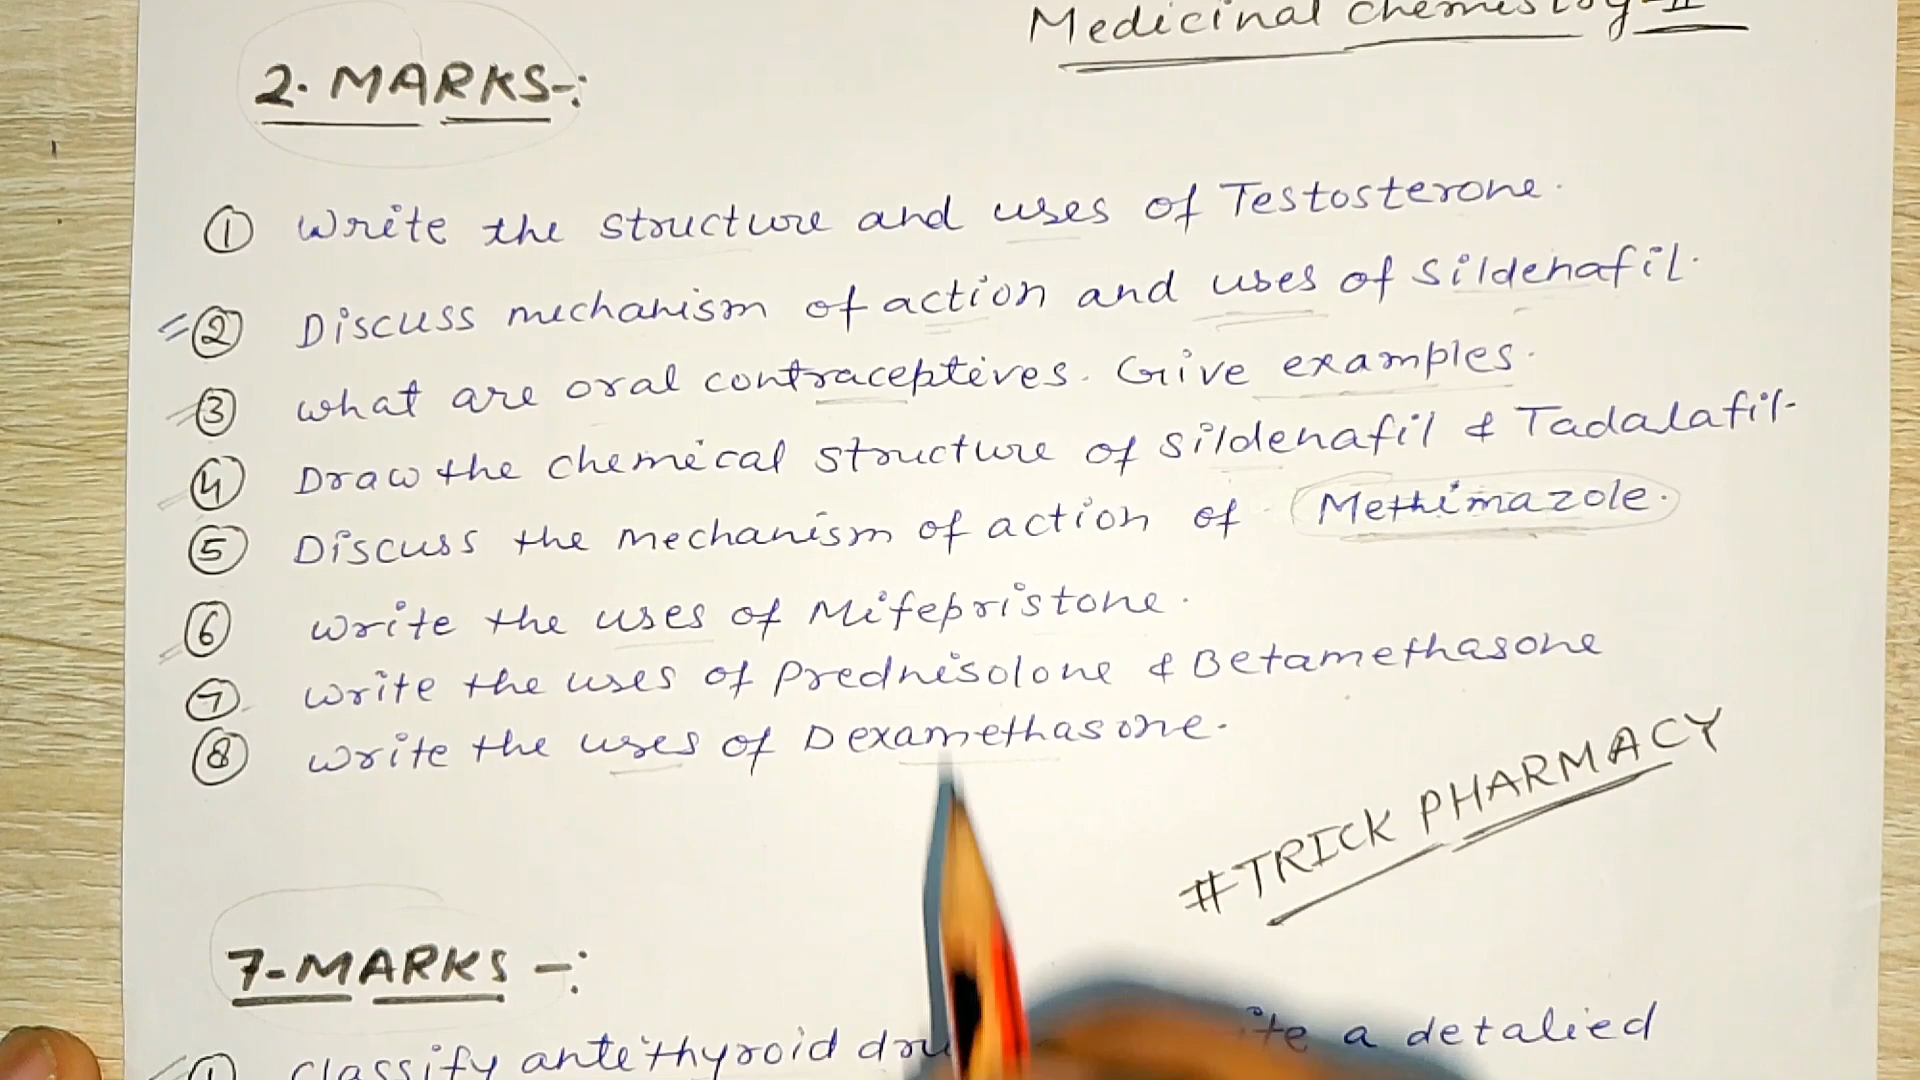 Medicinal chemistry-II
2. MARKS-:
① Write the structure and uses of Testosterone.
② Discuss mechanism of action and uses of Sildenafil.
③ What are oral contraceptives. Give examples.
④ Draw the chemical structure of Sildenafil & Tadalafil-
⑤ Discuss the mechanism of action of Methimazole.
⑥ Write the uses of Mifepristone.
⑦ Write the uses of Prednisolone & Betamethasone
⑧ Write the uses of Dexamethasone.
#TRICK PHARMACY
7-MARKS -:
① Classify antithyroid a detalied